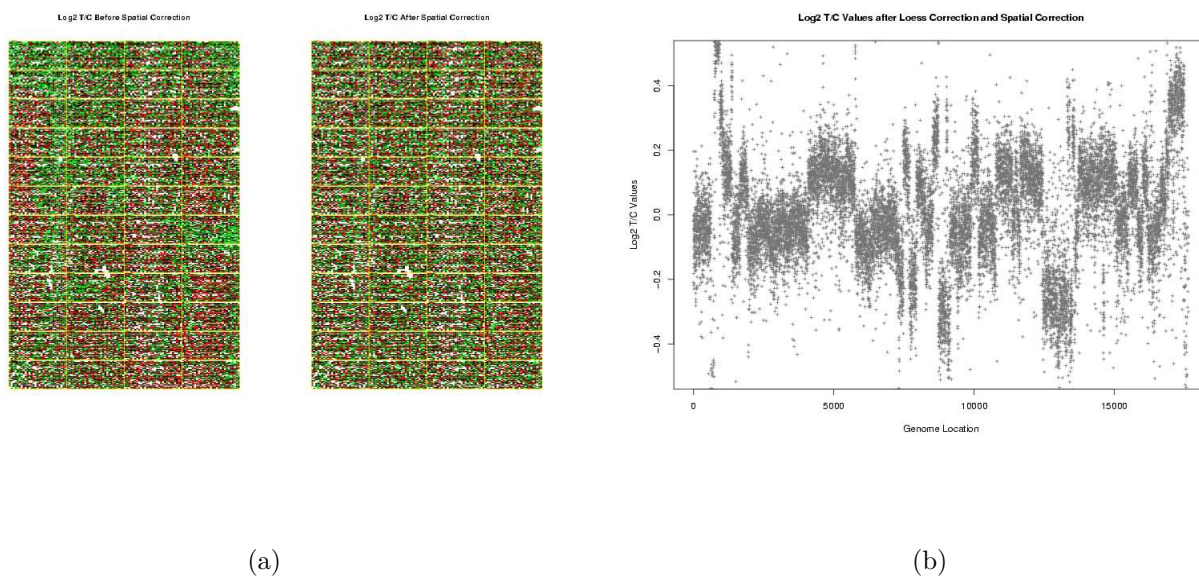 Log2 T/C Before Spatial Correction
Log2 T/C After Spatial Correction
(a)
Log2 T/C Values after Loess Correction and Spatial Correction
Log2 T/C Values
0.4
0.2
0.0
−0.2
−0.4
0 5000 10000 15000
Genome Location
(b)